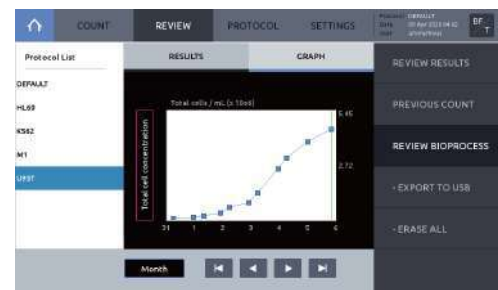 COUNT
REVIEW
PROTOCOL
SETTINGS
BF
T
Protocol List
RESULTS
GRAPH
REVIEW RESULTS
DEFAULT
HL60
K562
M1
U937
Total cells / mL (x 10e6)
5.45
2.72
Total cell concentration
31 1 2 3 4 5 6
PREVIOUS COUNT
REVIEW BIOPROCESS
- EXPORT TO USB
- ERASE ALL
Month